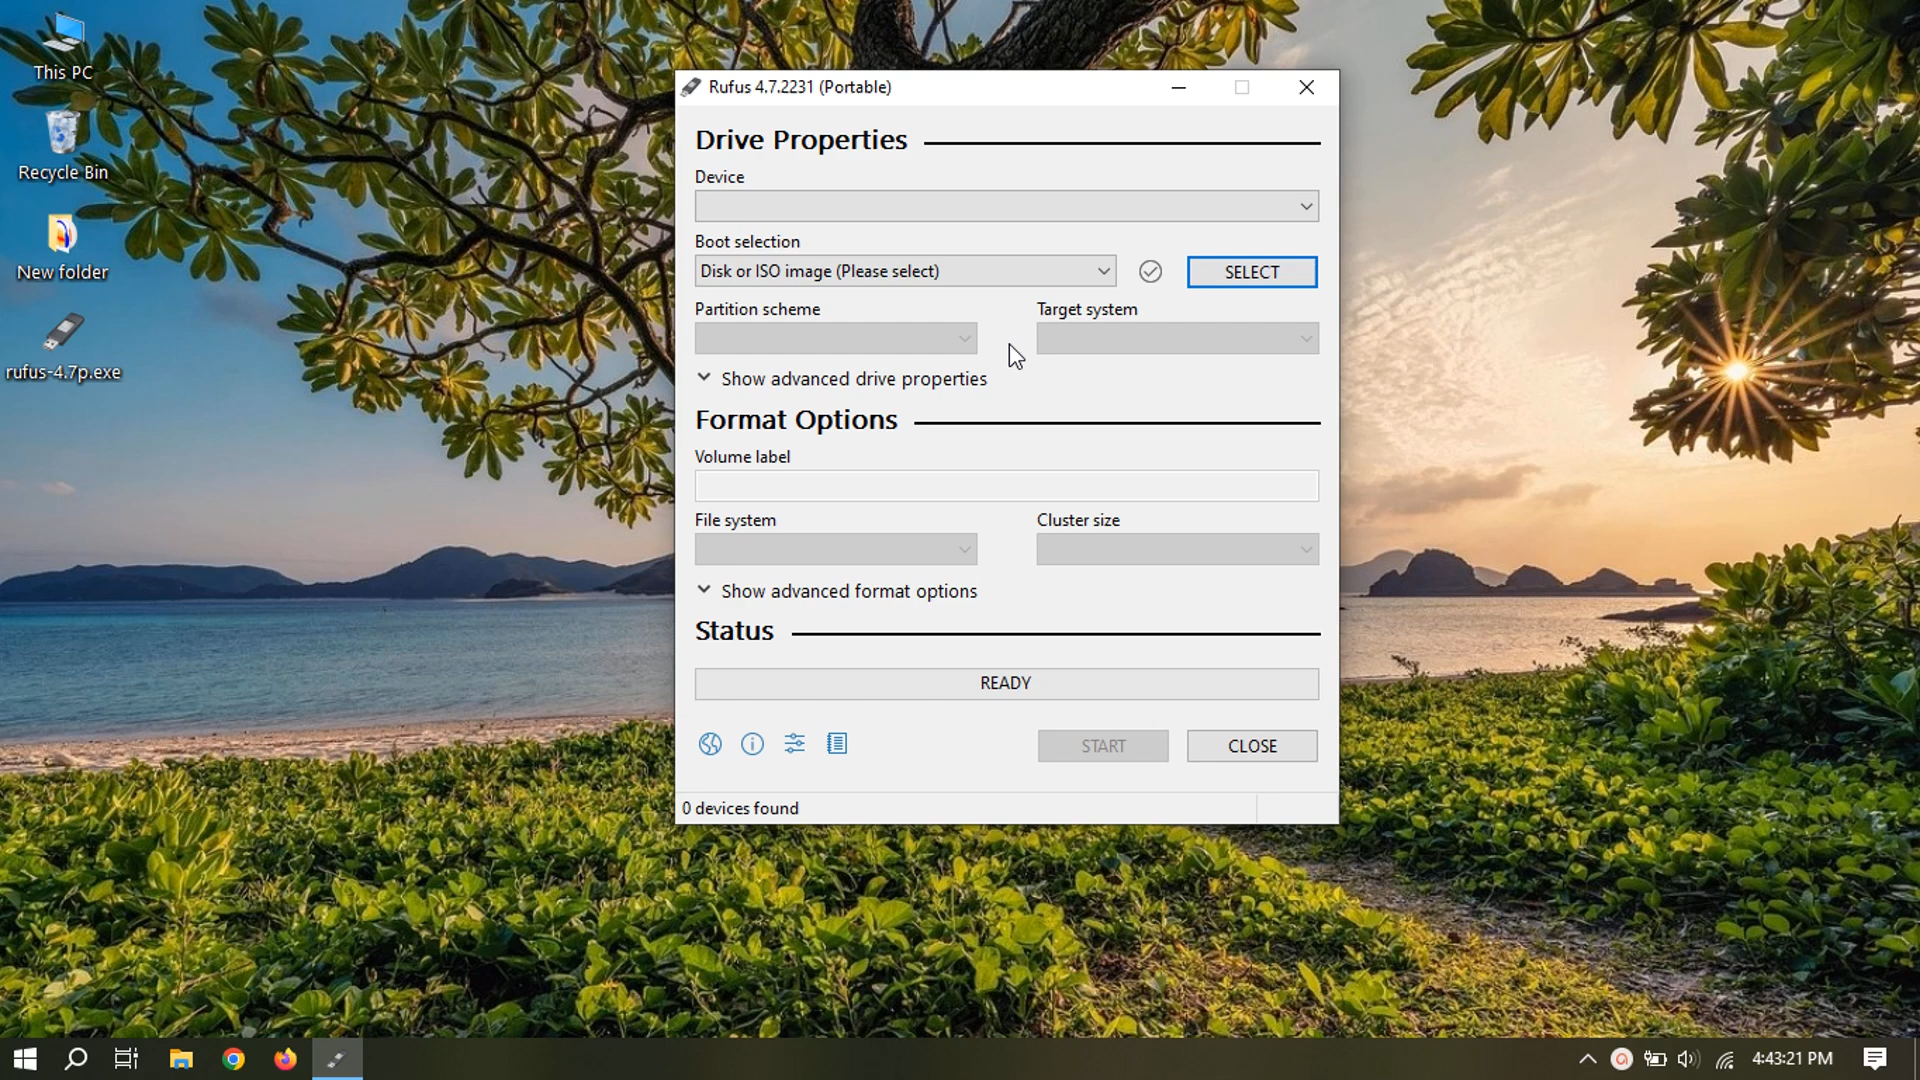 This PC
Recycle Bin
New folder
rufus-4.7p.exe
Rufus 4.7.2231 (Portable)
Drive Properties
Device
Boot selection
Disk or ISO image (Please select)
SELECT
Partition scheme
Target system
Show advanced drive properties
Format Options
Volume label
File system
Cluster size
Show advanced format options
Status
READY
START
CLOSE
0 devices found
4:43:21 PM